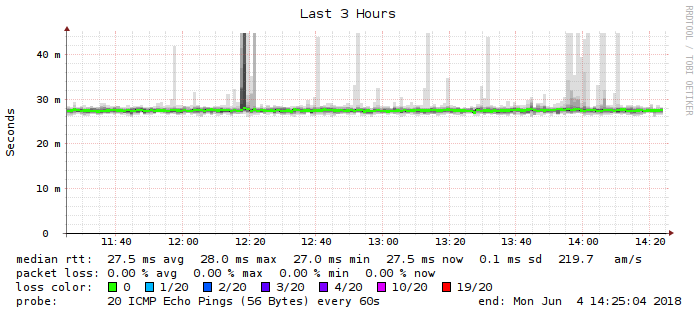 Last 3 Hours
RRDTOOL / TOBI OETIKER
Seconds
40 m
30 m
20 m
10 m
0
11:40 12:00 12:20 12:40 13:00 13:20 13:40 14:00 14:20
median rtt: 27.5 ms avg 28.0 ms max 27.0 ms min 27.5 ms now 0.1 ms sd 219.7 am/s
packet loss: 0.00 % avg 0.00 % max 0.00 % min 0.00 % now
loss color: 0 1/20 2/20 3/20 4/20 10/20 19/20
probe: 20 ICMP Echo Pings (56 Bytes) every 60s end: Mon Jun 4 14:25:04 2018